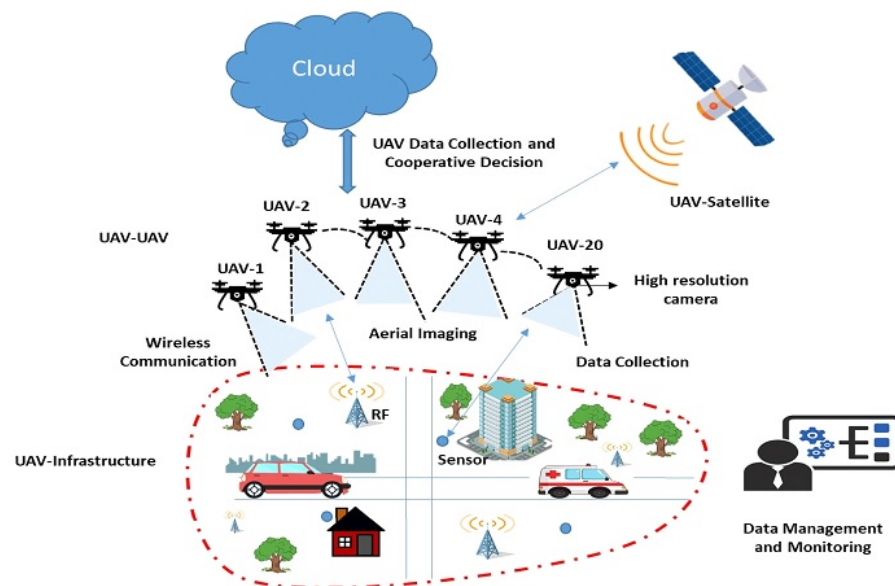 Cloud
UAV Data Collection and
Cooperative Decision
UAV-Satellite
UAV-UAV
UAV-1
UAV-2
UAV-3
UAV-4
UAV-20
High resolution
camera
Wireless
Communication
Aerial Imaging
Data Collection
RF
Sensor
UAV-Infrastructure
Data Management
and Monitoring